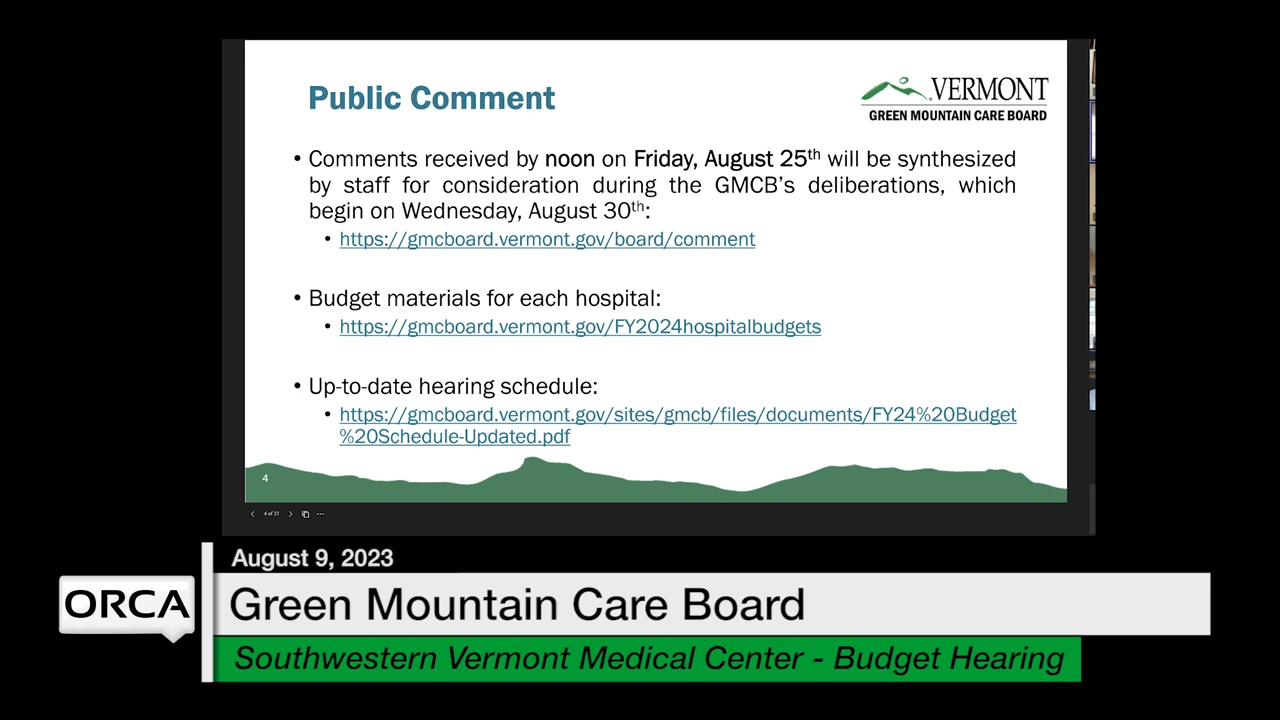 Public Comment
VERMONT
GREEN MOUNTAIN CARE BOARD
• Comments received by noon on Friday, August 25th will be synthesized
by staff for consideration during the GMCB's deliberations, which
begin on Wednesday, August 30th:
• https://gmcboard.vermont.gov/board/comment
• Budget materials for each hospital:
• https://gmcboard.vermont.gov/FY2024hospitalbudgets
• Up-to-date hearing schedule:
• https://gmcboard.vermont.gov/sites/gmcb/files/documents/FY24%20Budget
%20Schedule-Updated.pdf
4
4 of 23
August 9, 2023
ORCA
Green Mountain Care Board
Southwestern Vermont Medical Center - Budget Hearing